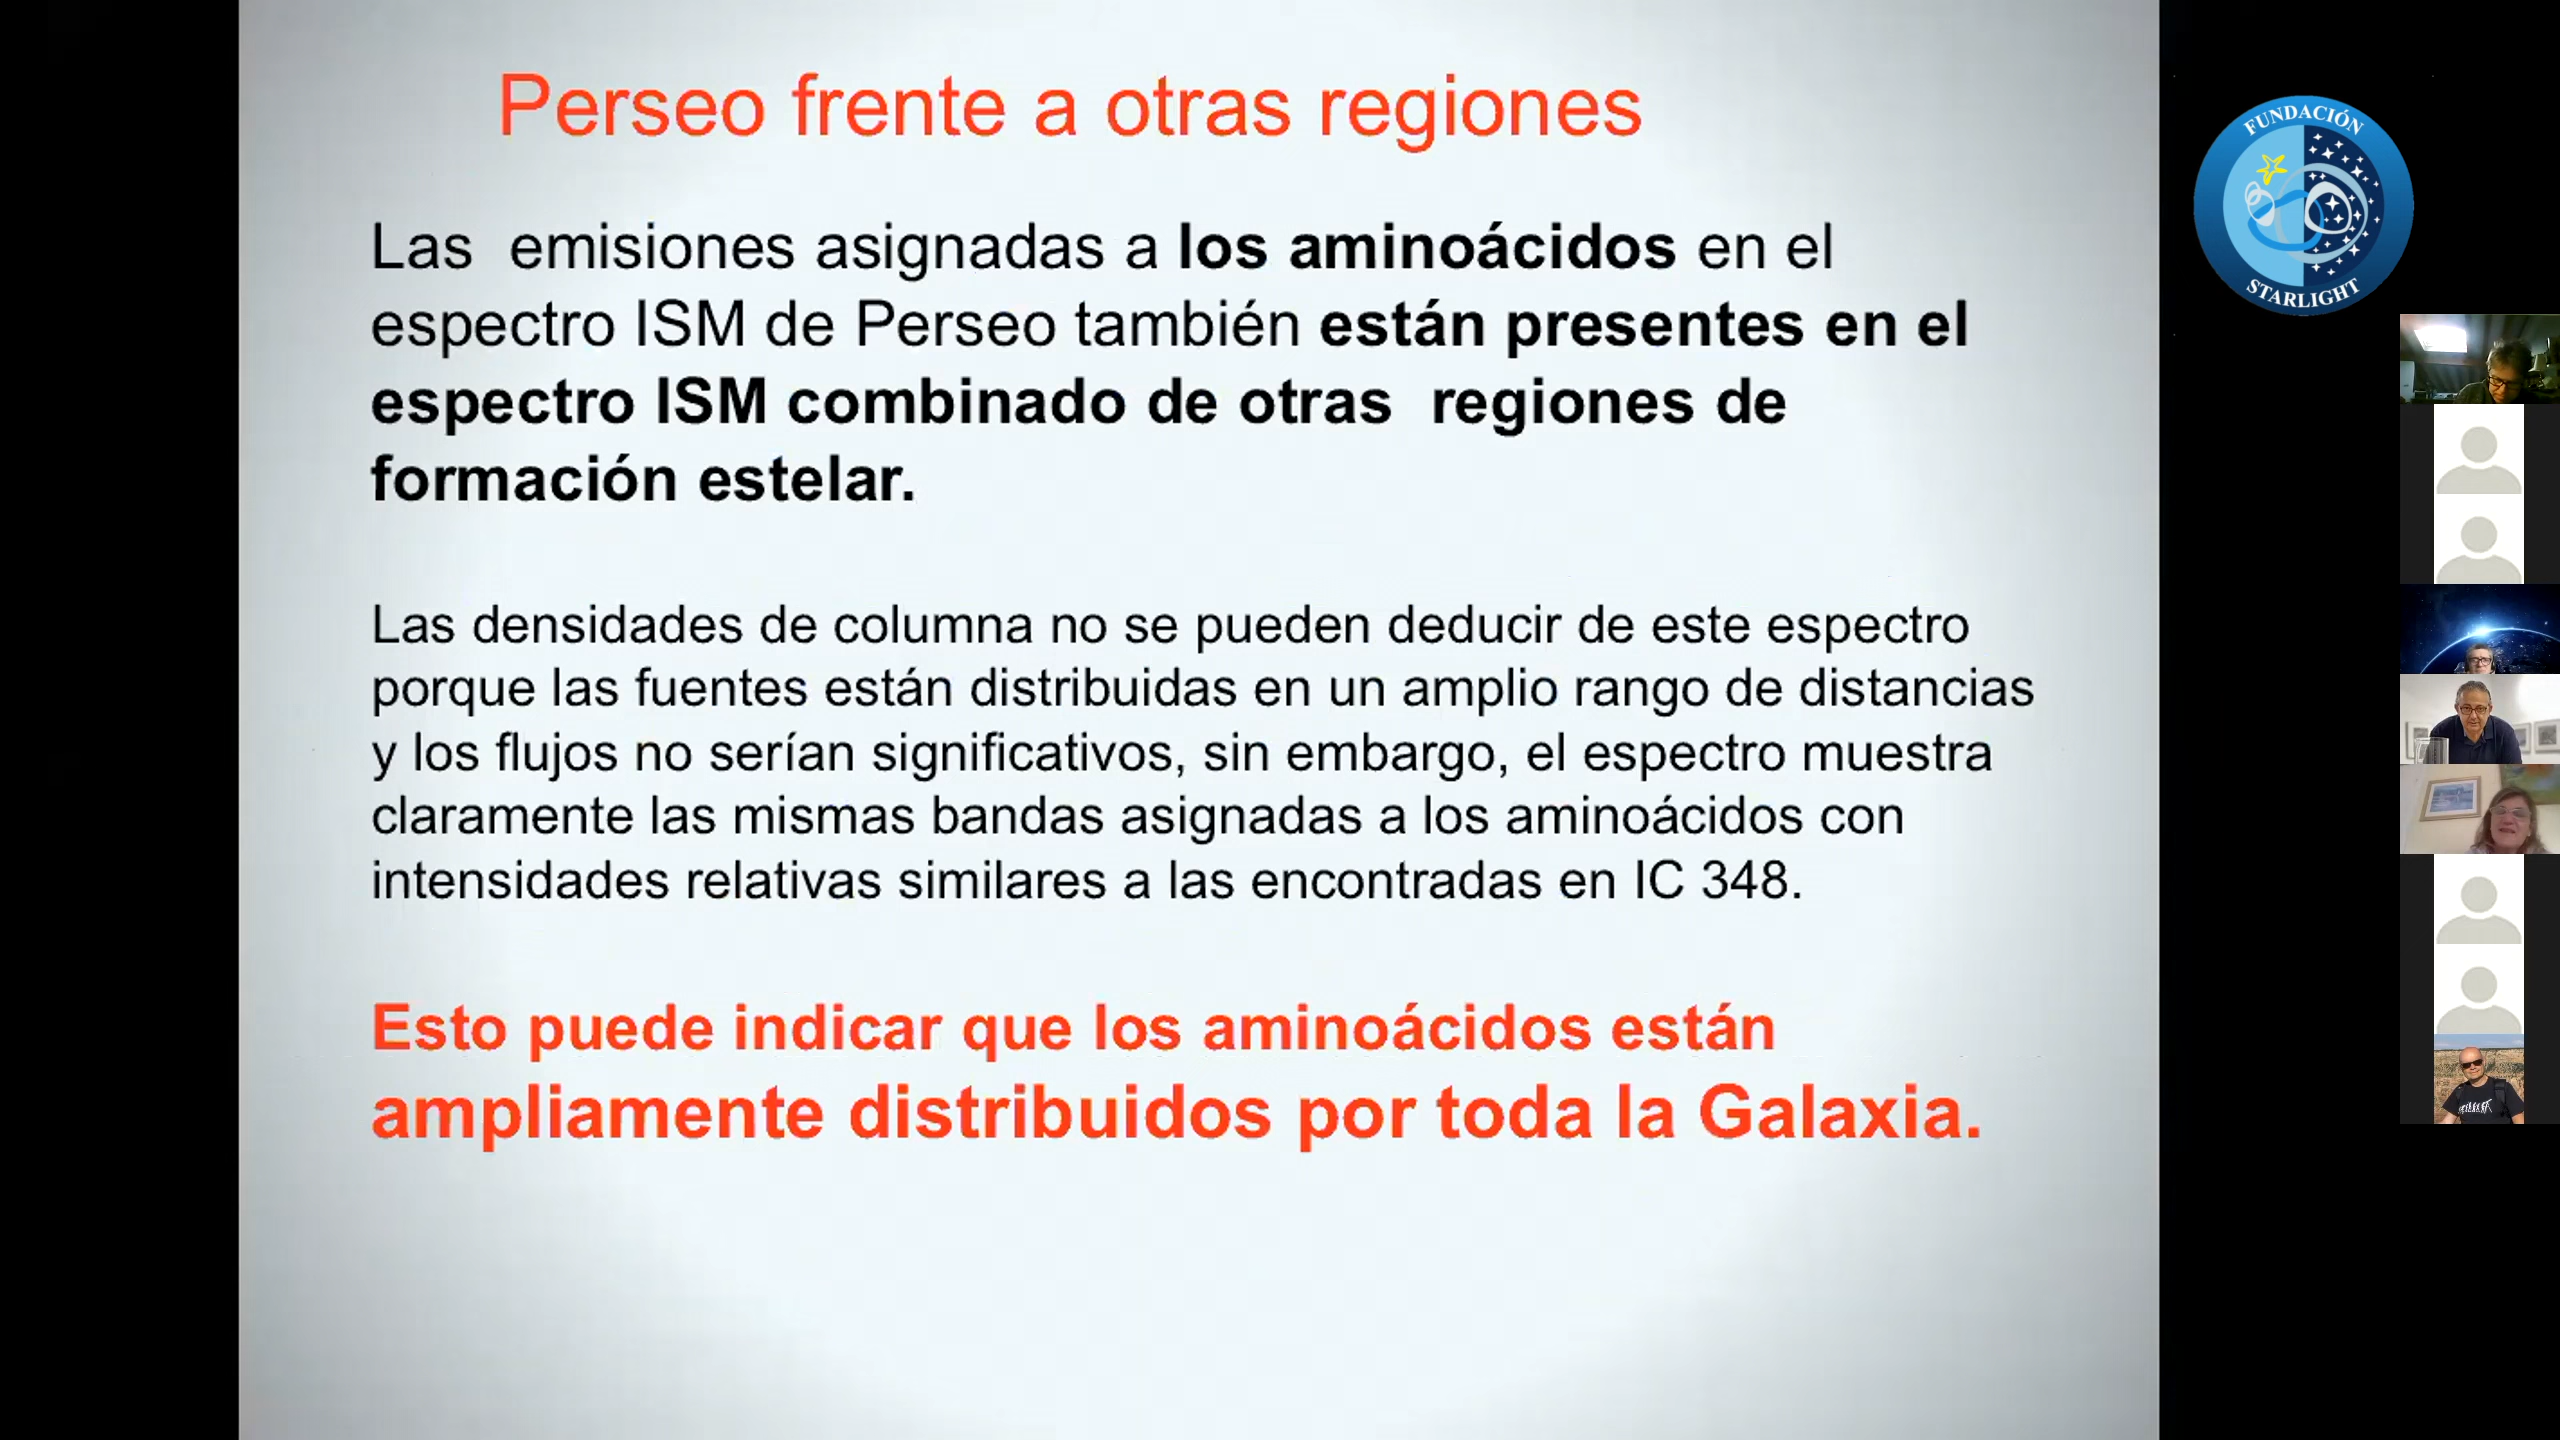 Perseo frente a otras regiones
Las emisiones asignadas a los aminoácidos en el
espectro ISM de Perseo también están presentes en el
espectro ISM combinado de otras regiones de
formación estelar.
Las densidades de columna no se pueden deducir de este espectro
porque las fuentes están distribuidas en un amplio rango de distancias
y los flujos no serían significativos, sin embargo, el espectro muestra
claramente las mismas bandas asignadas a los aminoácidos con
intensidades relativas similares a las encontradas en IC 348.
Esto puede indicar que los aminoácidos están
ampliamente distribuidos por toda la Galaxia.
FUNDACIÓN
STARLIGHT